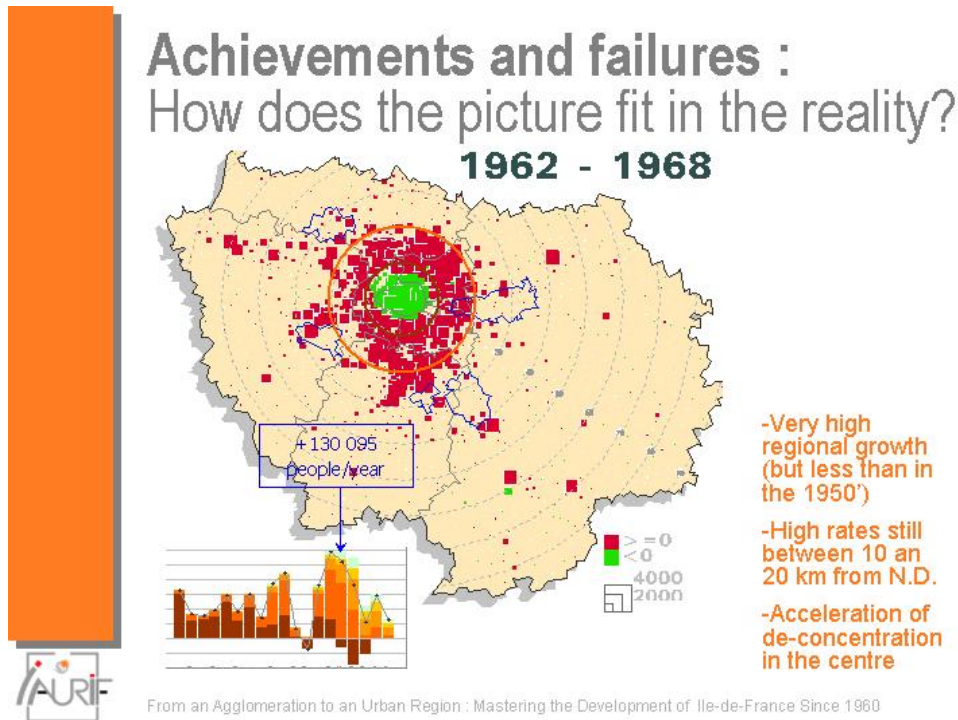 Achievements and failures :
How does the picture fit in the reality?
1962 - 1968
+130 095
people/year
> =0
<0
4000
2000
-Very high
regional growth
(but less than in
the 1950')
-High rates still
between 10 an
20 km from N.D.
-Acceleration of
de-concentration
in the centre
IAURIF
From an Agglomeration to an Urban Region : Mastering the Development of Ile-de-France Since 1960